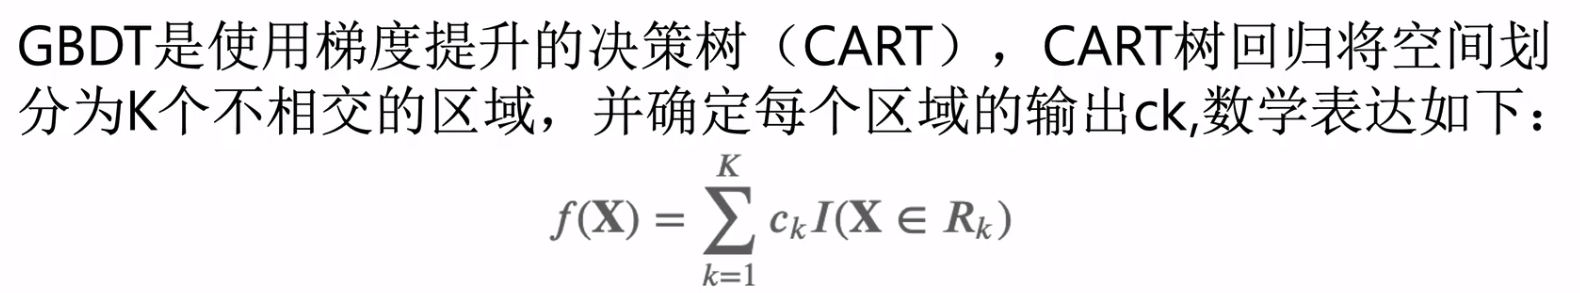 GBDT是使用梯度提升的决策树（CART），CART树回归将空间划
分为K个不相交的区域，并确定每个区域的输出ck,数学表达如下：
f(X) = \sum_{k=1}^{K} c_k I(X ∈ R_k)